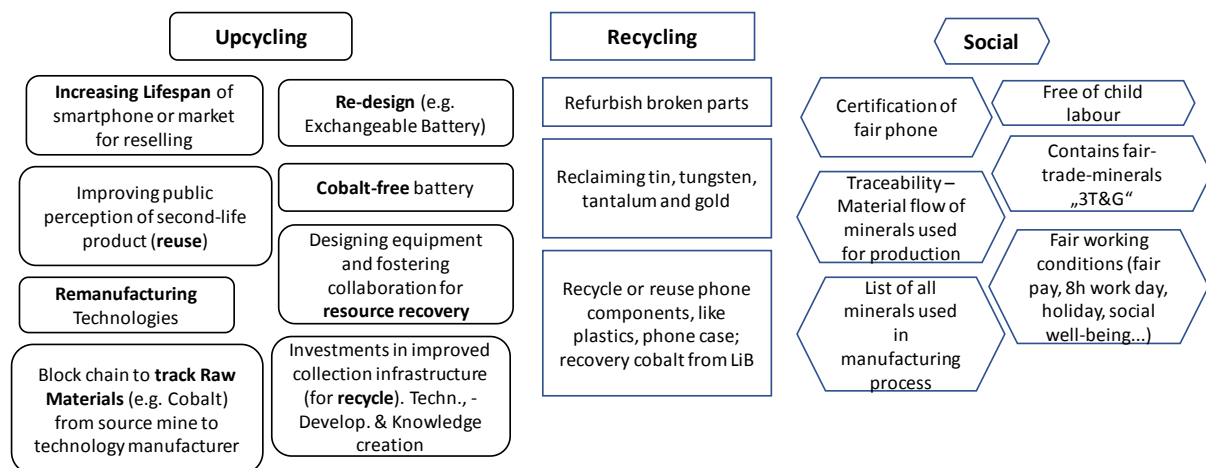 Upcycling
Increasing Lifespan of
smartphone or market
for reselling
Re-design (e.g.
Exchangeable Battery)
Improving public
perception of second-life
product (reuse)
Cobalt-free battery
Designing equipment
and fostering
collaboration for
resource recovery
Remanufacturing
Technologies
Block chain to track Raw
Materials (e.g. Cobalt)
from source mine to
technology manufacturer
Investments in improved
collection infrastructure
(for recycle). Techn., -
Develop. & Knowledge
creation
Recycling
Refurbish broken parts
Reclaiming tin, tungsten,
tantalum and gold
Recycle or reuse phone
components, like
plastics, phone case;
recovery cobalt from LiB
Social
Certification of
fair phone
Free of child
labour
Traceability –
Material flow of
minerals used
for production
Contains fair-
trade-minerals
„3T&G“
List of all
minerals used
in
manufacturing
process
Fair working
conditions (fair
pay, 8h work day,
holiday, social
well-being...)